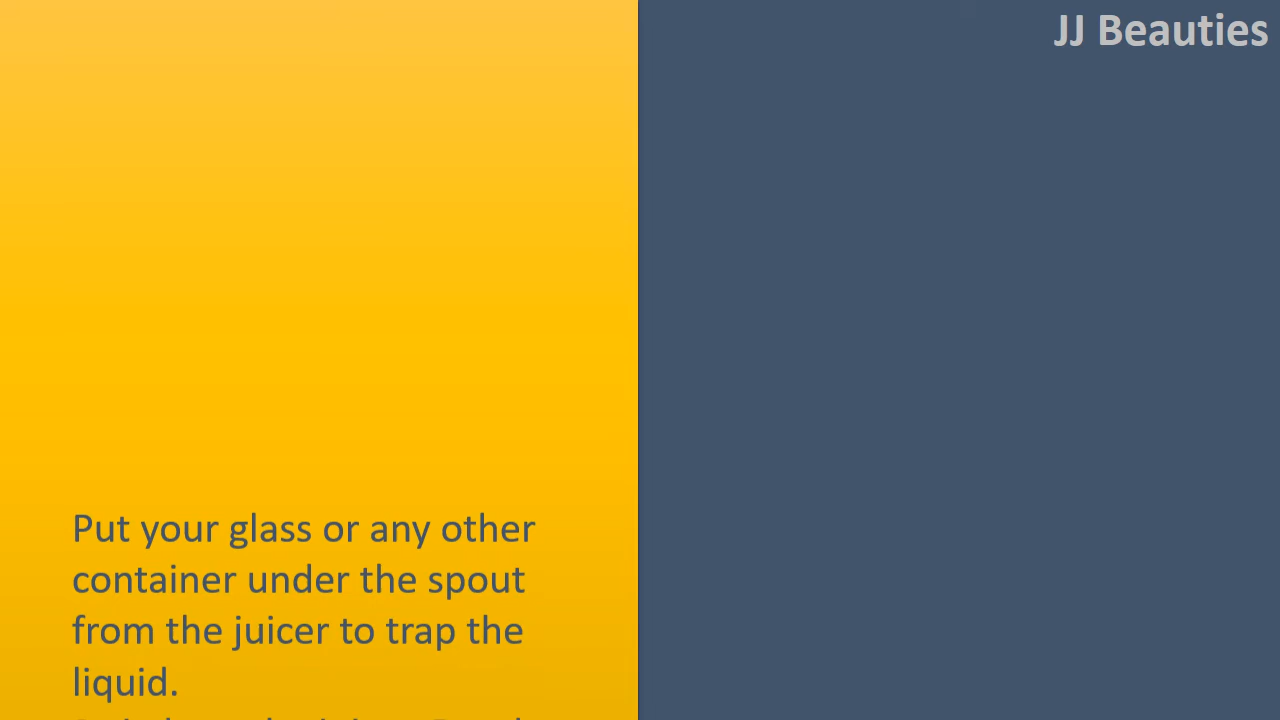 JJ Beauties
Put your glass or any other
container under the spout
from the juicer to trap the
liquid.